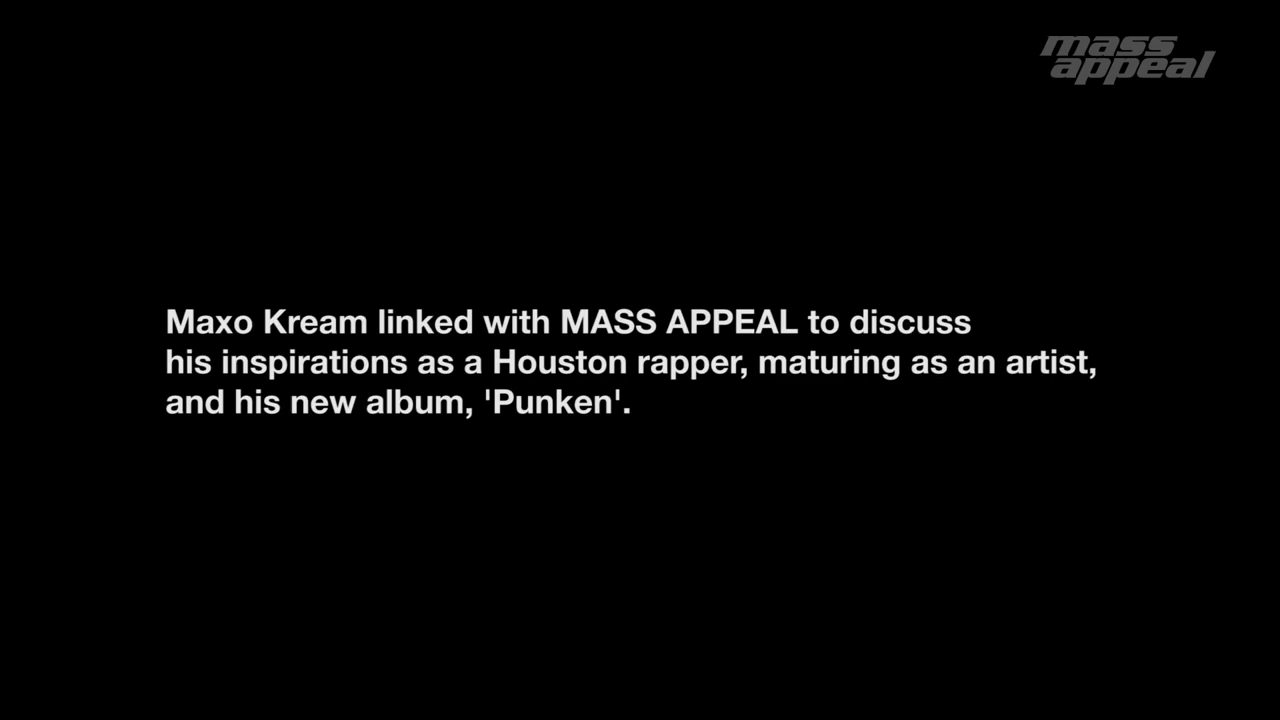 mass
appeal
Maxo Kream linked with MASS APPEAL to discuss
his inspirations as a Houston rapper, maturing as an artist,
and his new album, 'Punken'.